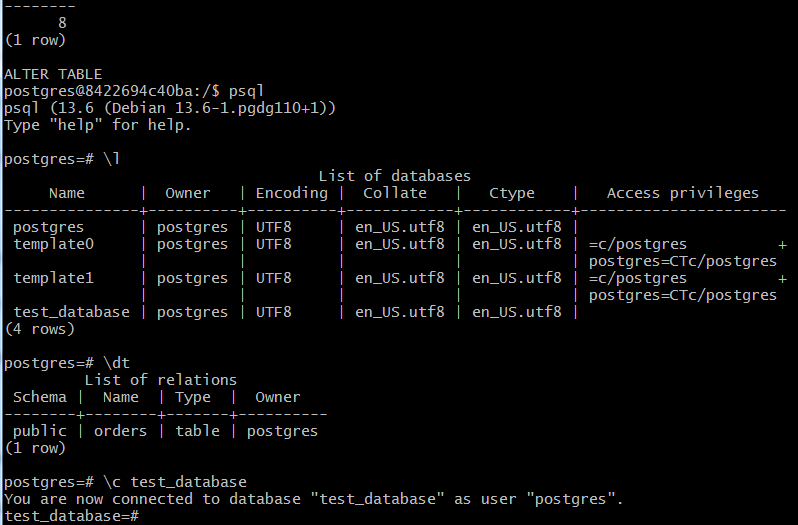 --------
      8
(1 row)

ALTER TABLE
postgres@8422694c40ba:/$ psql
psql (13.6 (Debian 13.6-1.pgdg110+1))
Type "help" for help.

postgres=# \l
                                   List of databases
     Name      |  Owner   | Encoding |  Collate   |   Ctype    |   Access privileges
---------------+----------+----------+------------+------------+-----------------------
 postgres      | postgres | UTF8     | en_US.utf8 | en_US.utf8 |
 template0     | postgres | UTF8     | en_US.utf8 | en_US.utf8 | =c/postgres          +
               |          |          |            |            | postgres=CTc/postgres
 template1     | postgres | UTF8     | en_US.utf8 | en_US.utf8 | =c/postgres          +
               |          |          |            |            | postgres=CTc/postgres
 test_database | postgres | UTF8     | en_US.utf8 | en_US.utf8 |
(4 rows)

postgres=# \dt
         List of relations
 Schema |  Name  | Type  |  Owner
--------+--------+-------+----------
 public | orders | table | postgres
(1 row)

postgres=# \c test_database
You are now connected to database "test_database" as user "postgres".
test_database=#